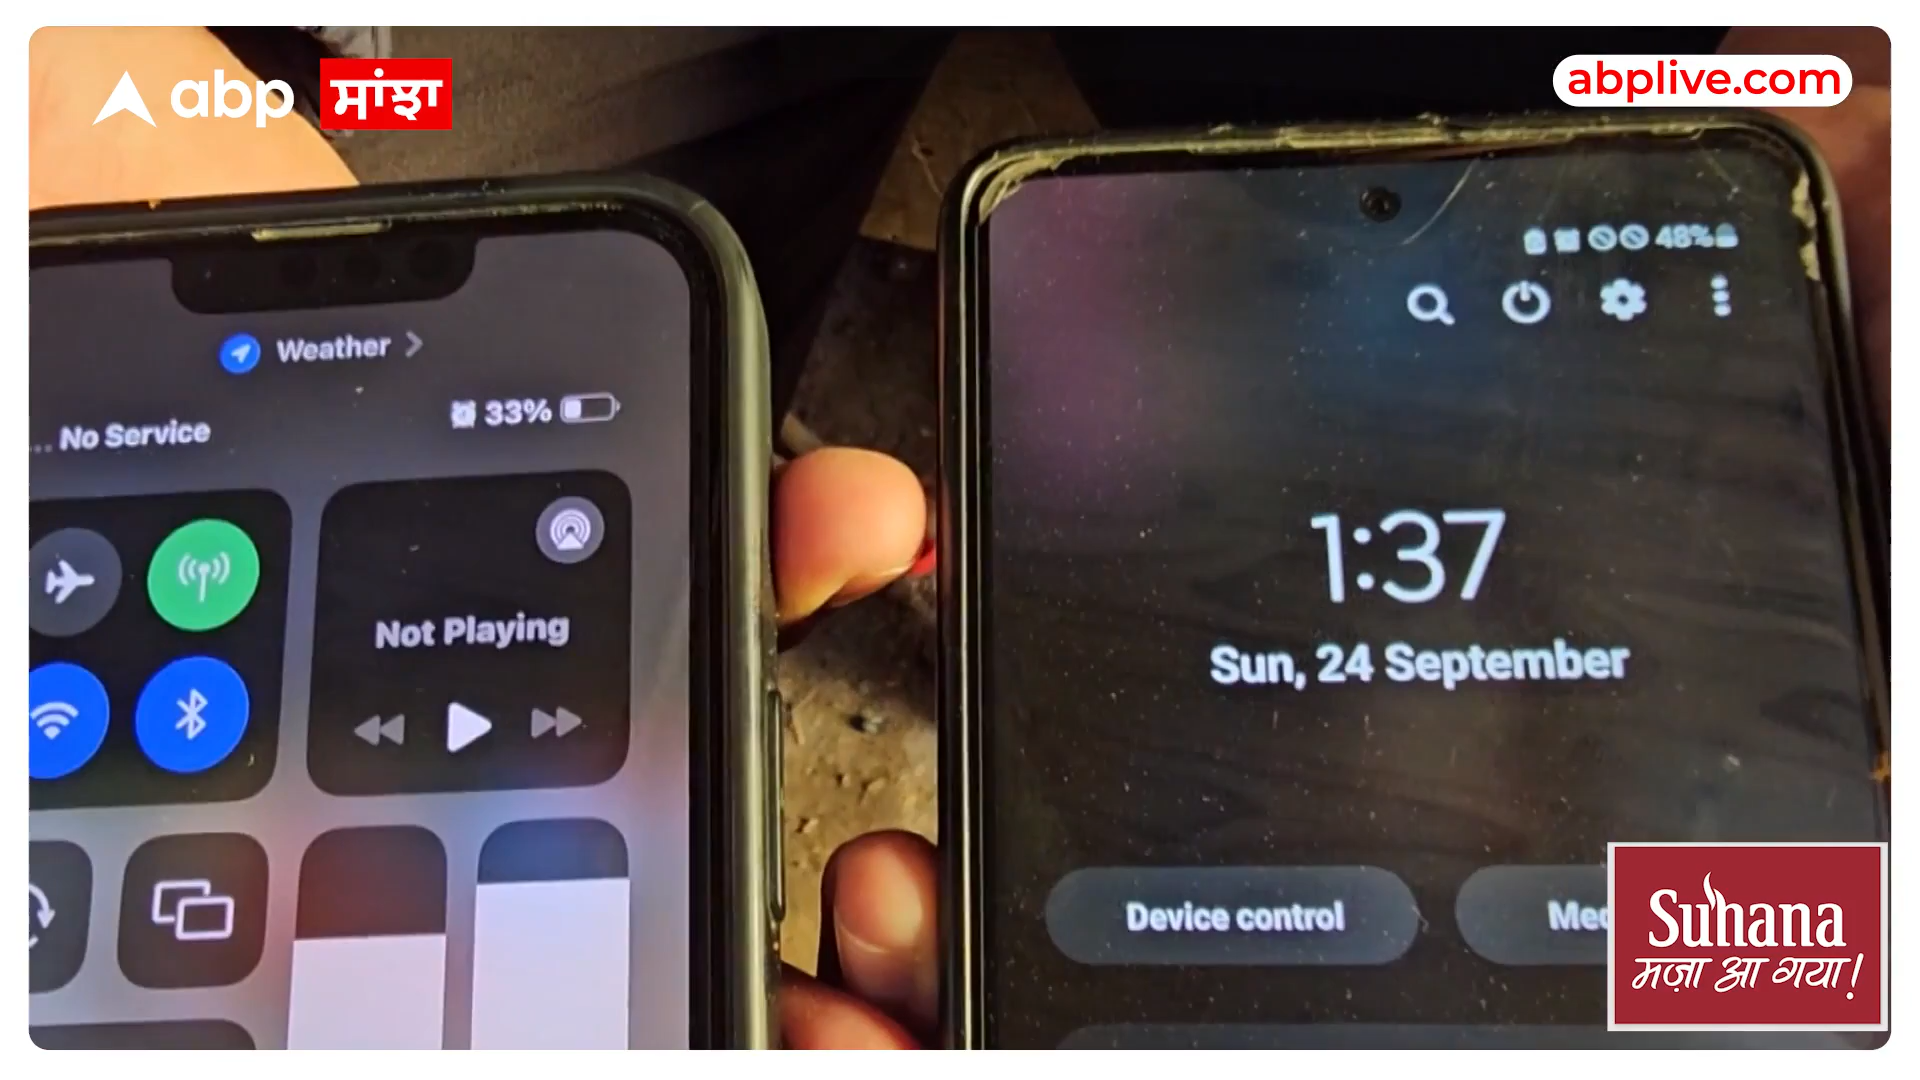 abp ਸਾਂਝਾ
abplive.com
Weather
No Service
33%
Not Playing
48%
1:37
Sun, 24 September
Device control
Suhana
मज़ा आ गया!